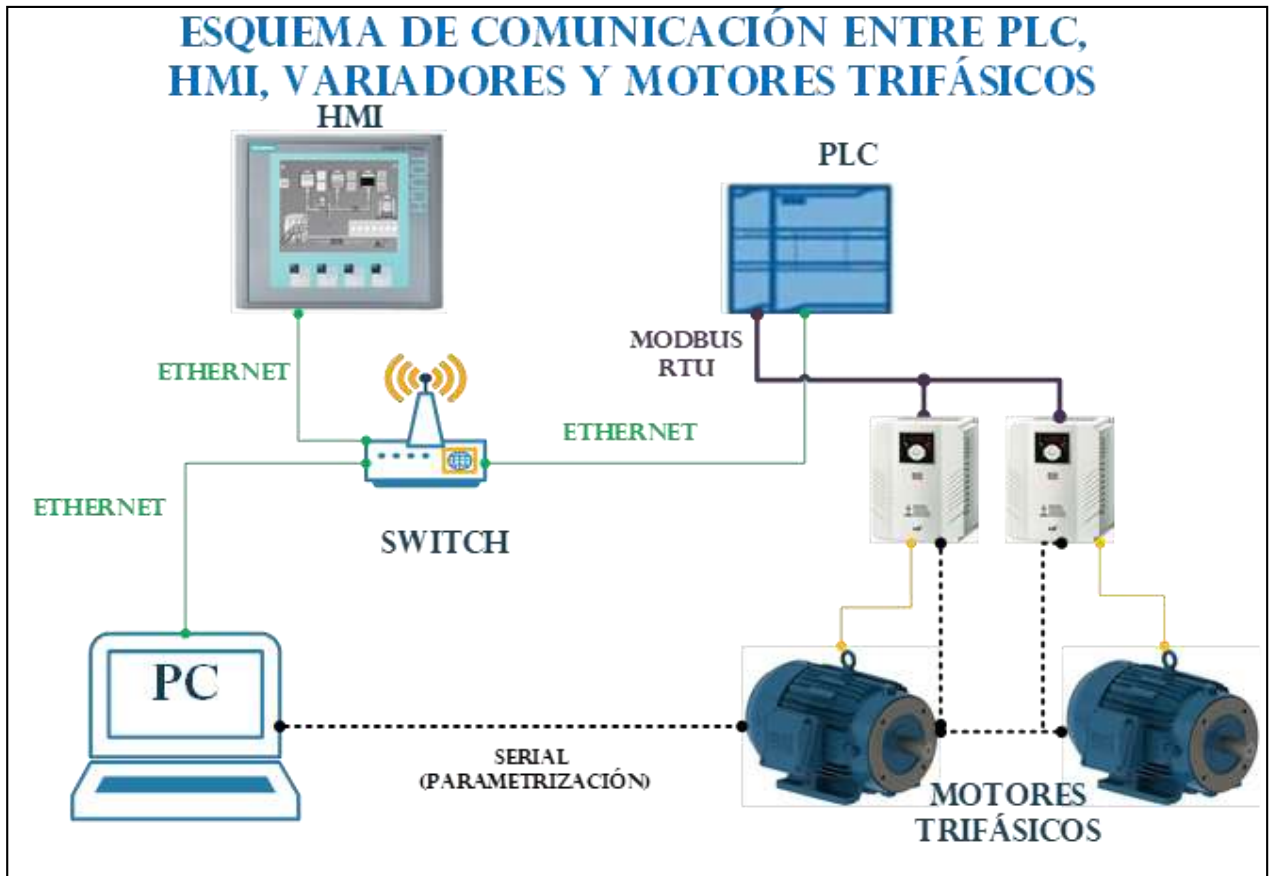 ESQUEMA DE COMUNICACIÓN ENTRE PLC,
HMI, VARIADORES Y MOTORES TRIFÁSICOS
HMI
PLC
TOUCH
MODBUS
RTU
ETHERNET
ETHERNET
ETHERNET
SWITCH
PC
SERIAL
(PARAMETRIZACIÓN)
MOTORES
TRIFÁSICOS